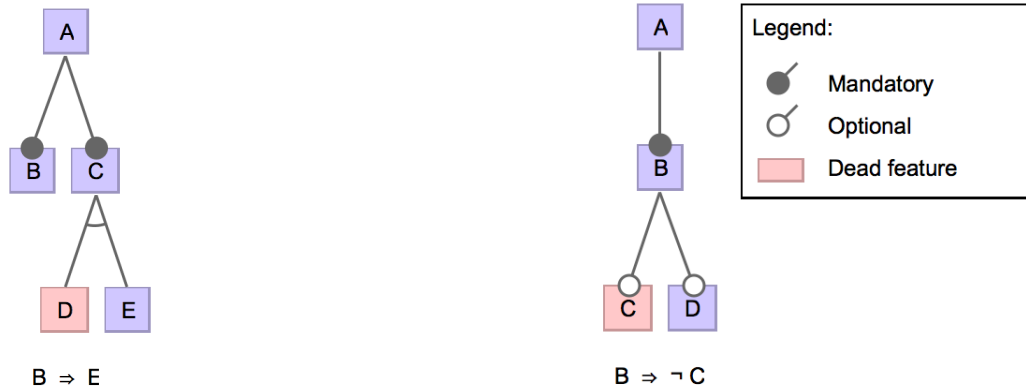 A
B
C
D
E
B ⇒ E
A
B
C
D
B ⇒ ¬ C
Legend:
Mandatory
Optional
Dead feature